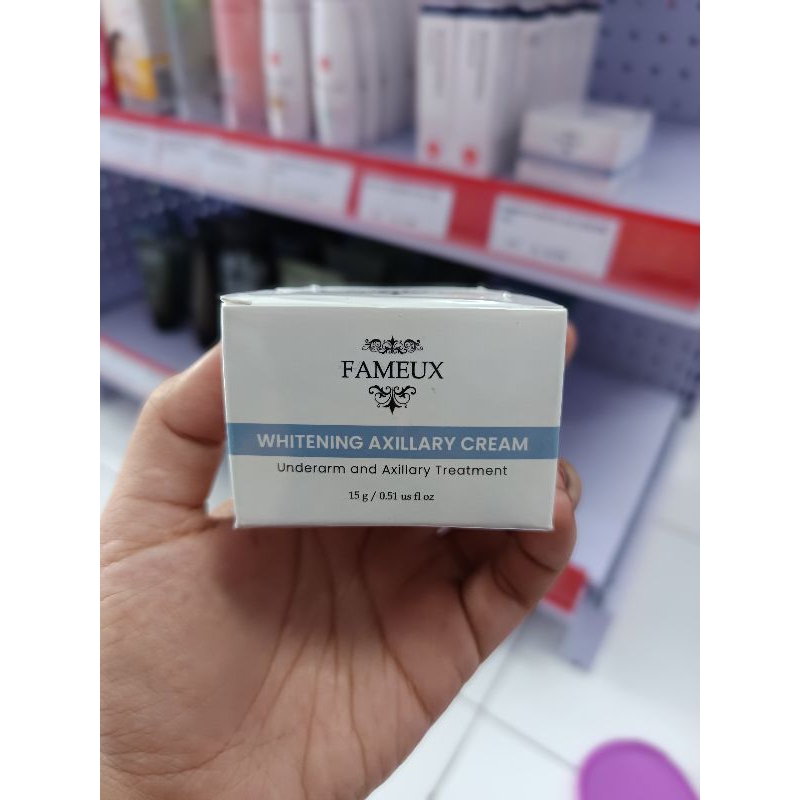 FAMEUX
WHITENING AXILLARY CREAM
Underarm and Axillary Treatment
15 g / 0.51 us fl oz